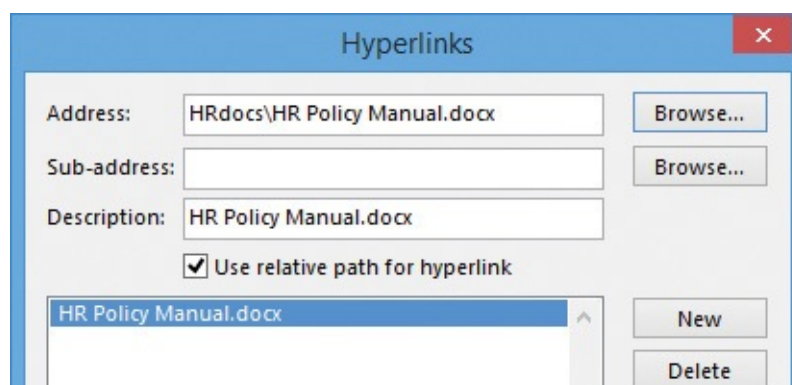 Hyperlinks
Address: HRdocs\HR Policy Manual.docx Browse...
Sub-address: Browse...
Description: HR Policy Manual.docx
Use relative path for hyperlink
HR Policy Manual.docx New
Delete